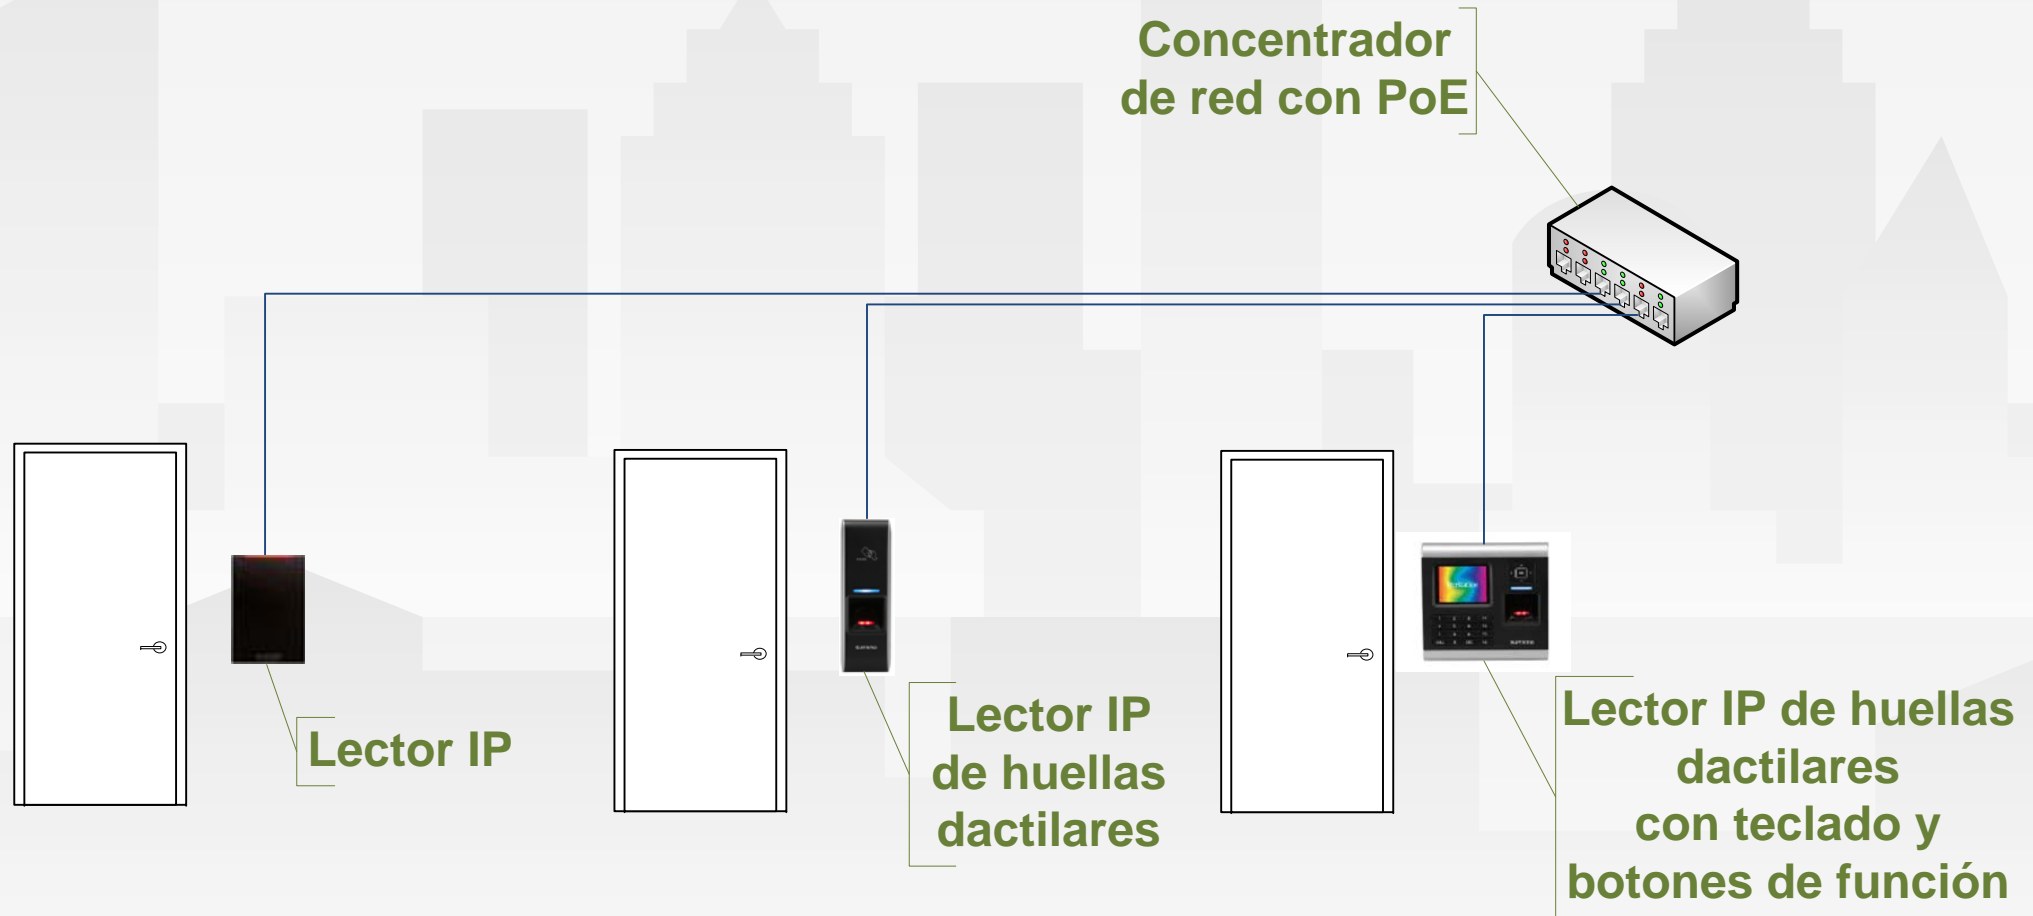 Concentrador
de red con PoE
Lector IP
Lector IP
de huellas
dactilares
Lector IP de huellas
dactilares
con teclado y
botones de función